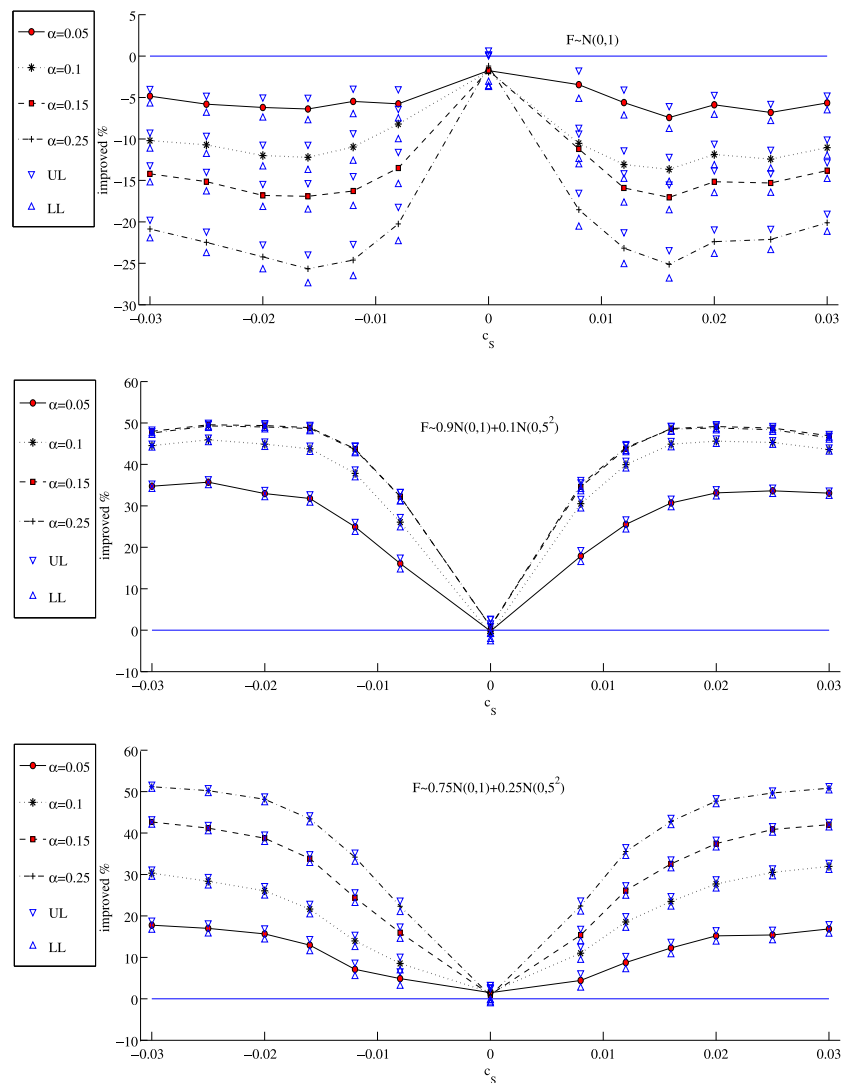 α=0.05
α=0.1
α=0.15
α=0.25
UL
LL
F~N(0,1)
improved %
5
0
−5
−10
−15
−20
−25
−30
−0.03
−0.02
−0.01
0
0.01
0.02
0.03
c_s
α=0.05
α=0.1
α=0.15
α=0.25
UL
LL
F~0.9N(0,1)+0.1N(0,5²)
improved %
60
50
40
30
20
10
0
−10
−0.03
−0.02
−0.01
0
0.01
0.02
0.03
c_s
α=0.05
α=0.1
α=0.15
α=0.25
UL
LL
F~0.75N(0,1)+0.25N(0,5²)
improved %
60
50
40
30
20
10
0
−10
−0.03
−0.02
−0.01
0
0.01
0.02
0.03
c_s